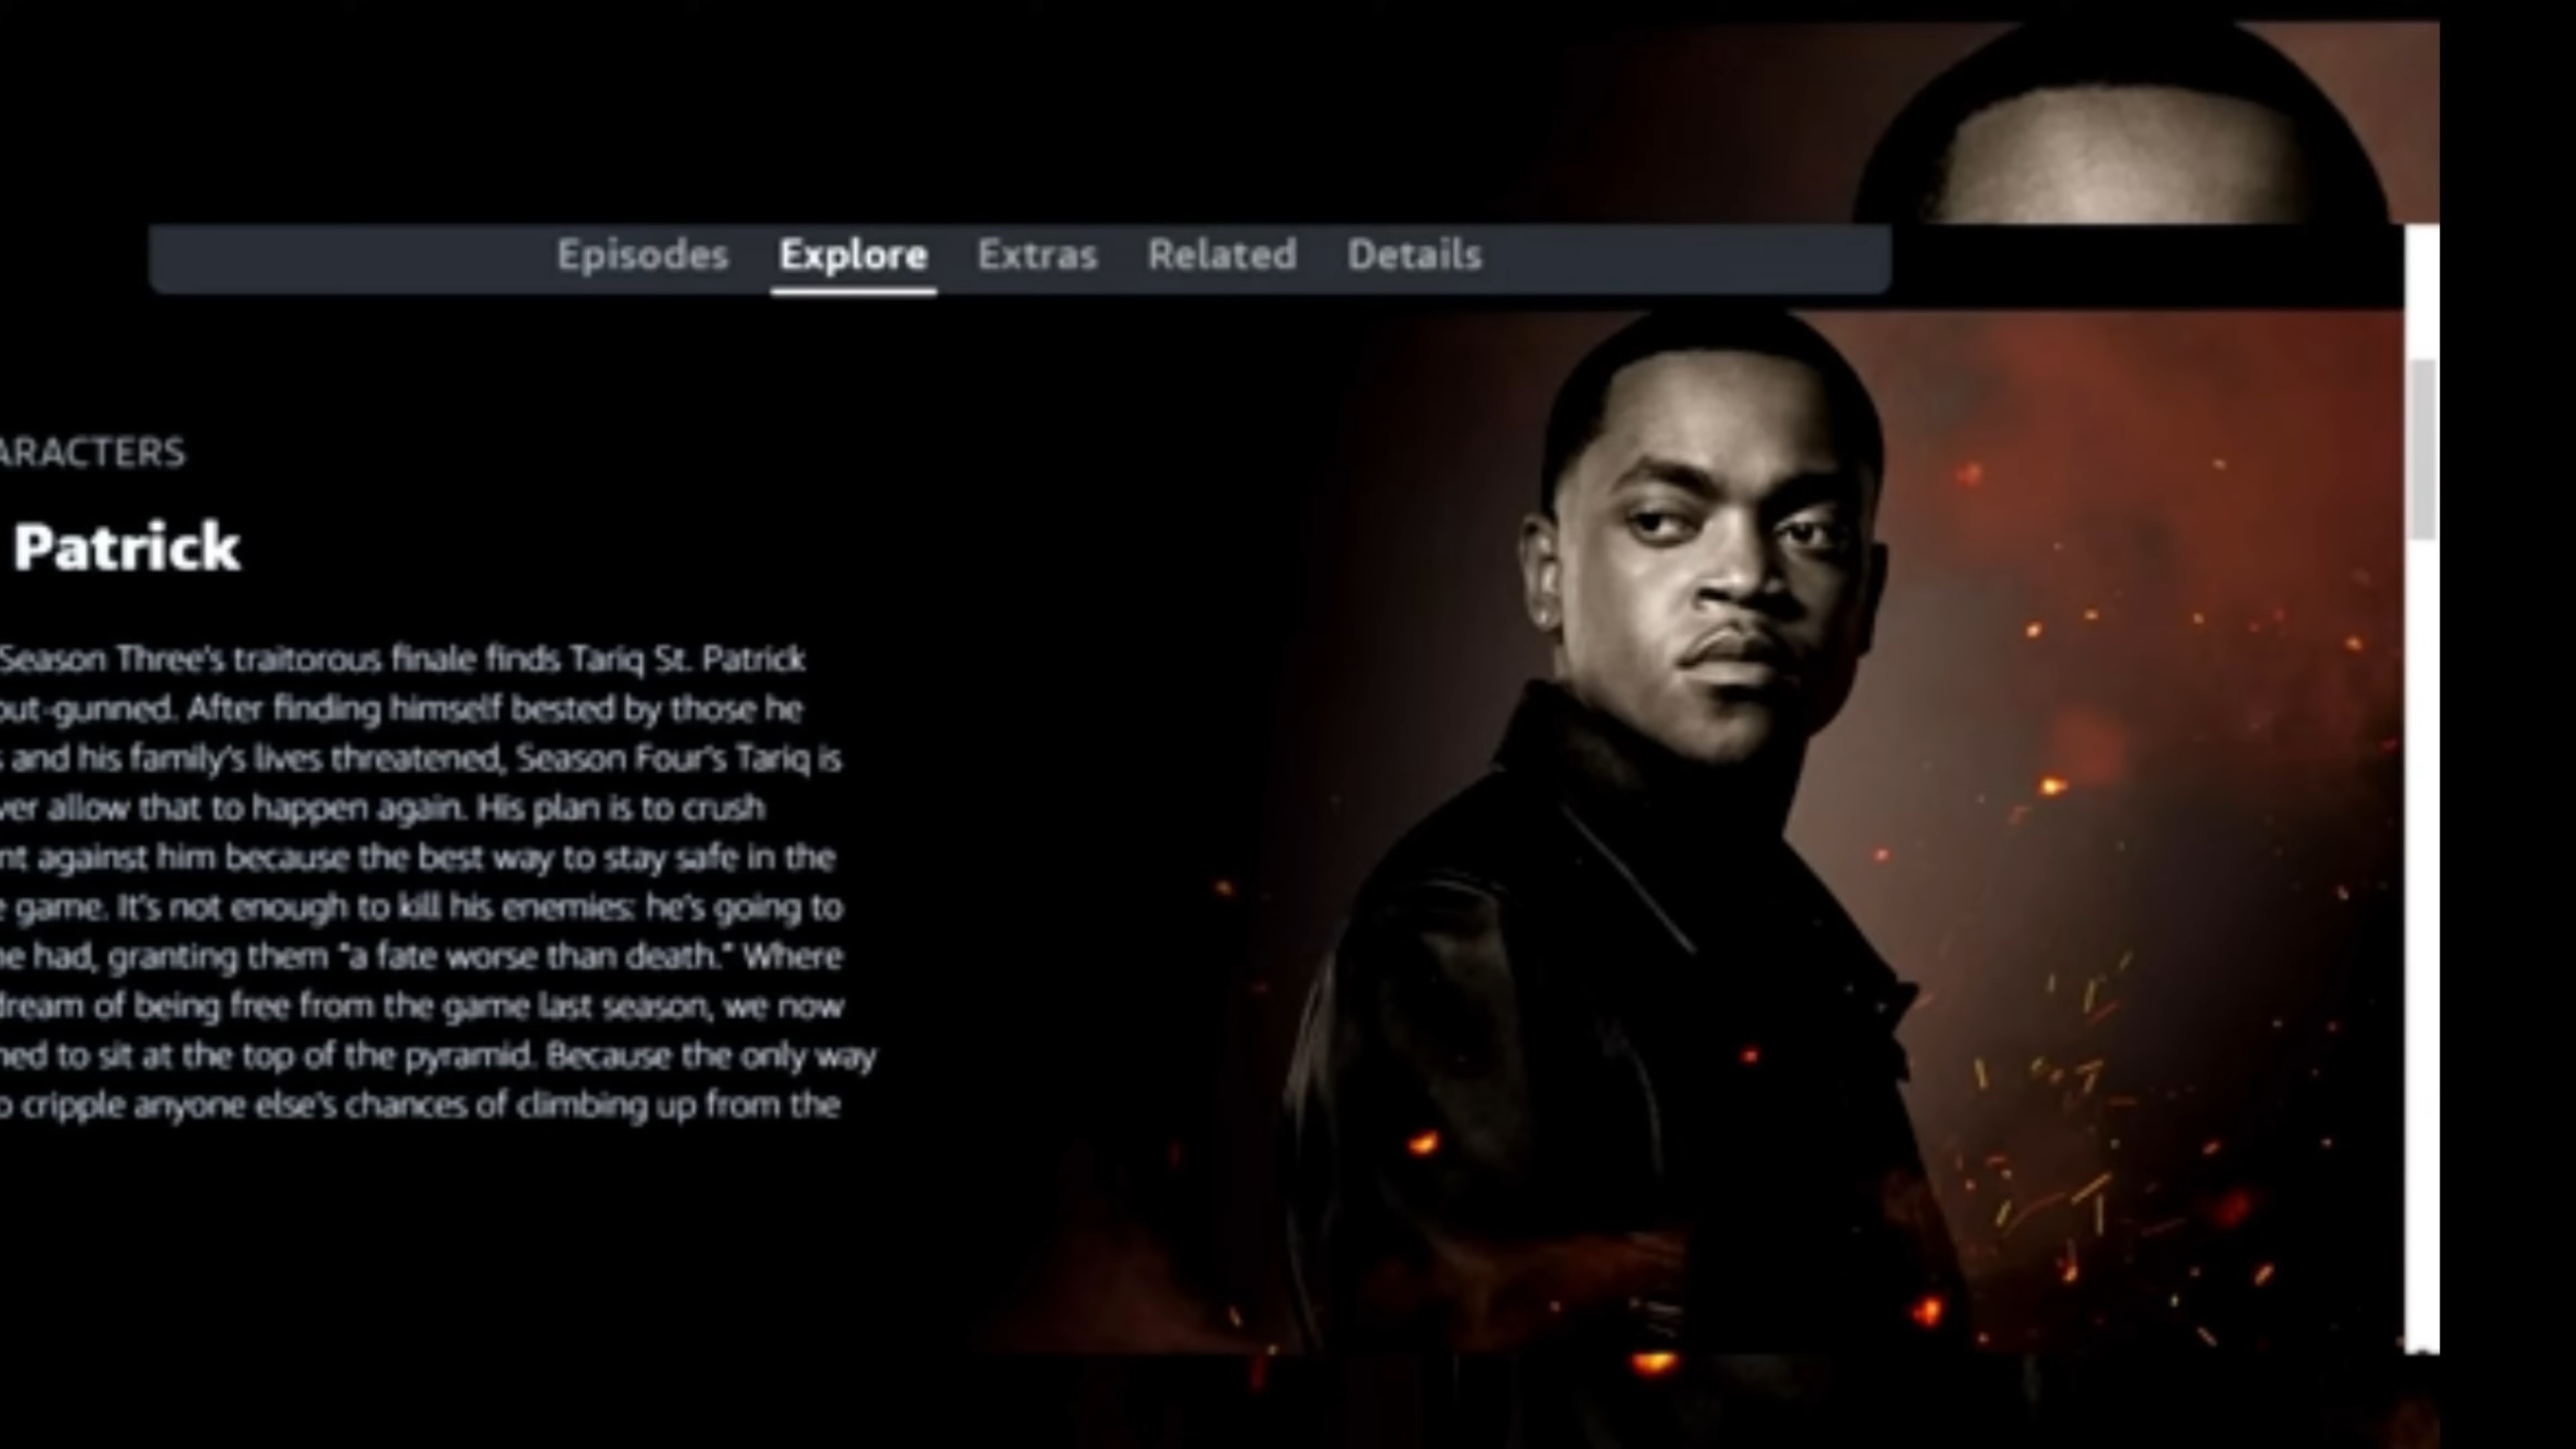 Episodes Explore Extras Related Details
ARACTERS
Patrick
Season Three's traitorous finale finds Tariq St. Patrick
out-gunned. After finding himself bested by those he
s and his family's lives threatened, Season Four's Tariq is
ver allow that to happen again. His plan is to crush
nt against him because the best way to stay safe in the
e game. It's not enough to kill his enemies: he's going to
he had, granting them "a fate worse than death." Where
dream of being free from the game last season, we now
ned to sit at the top of the pyramid. Because the only way
o cripple anyone else's chances of climbing up from the